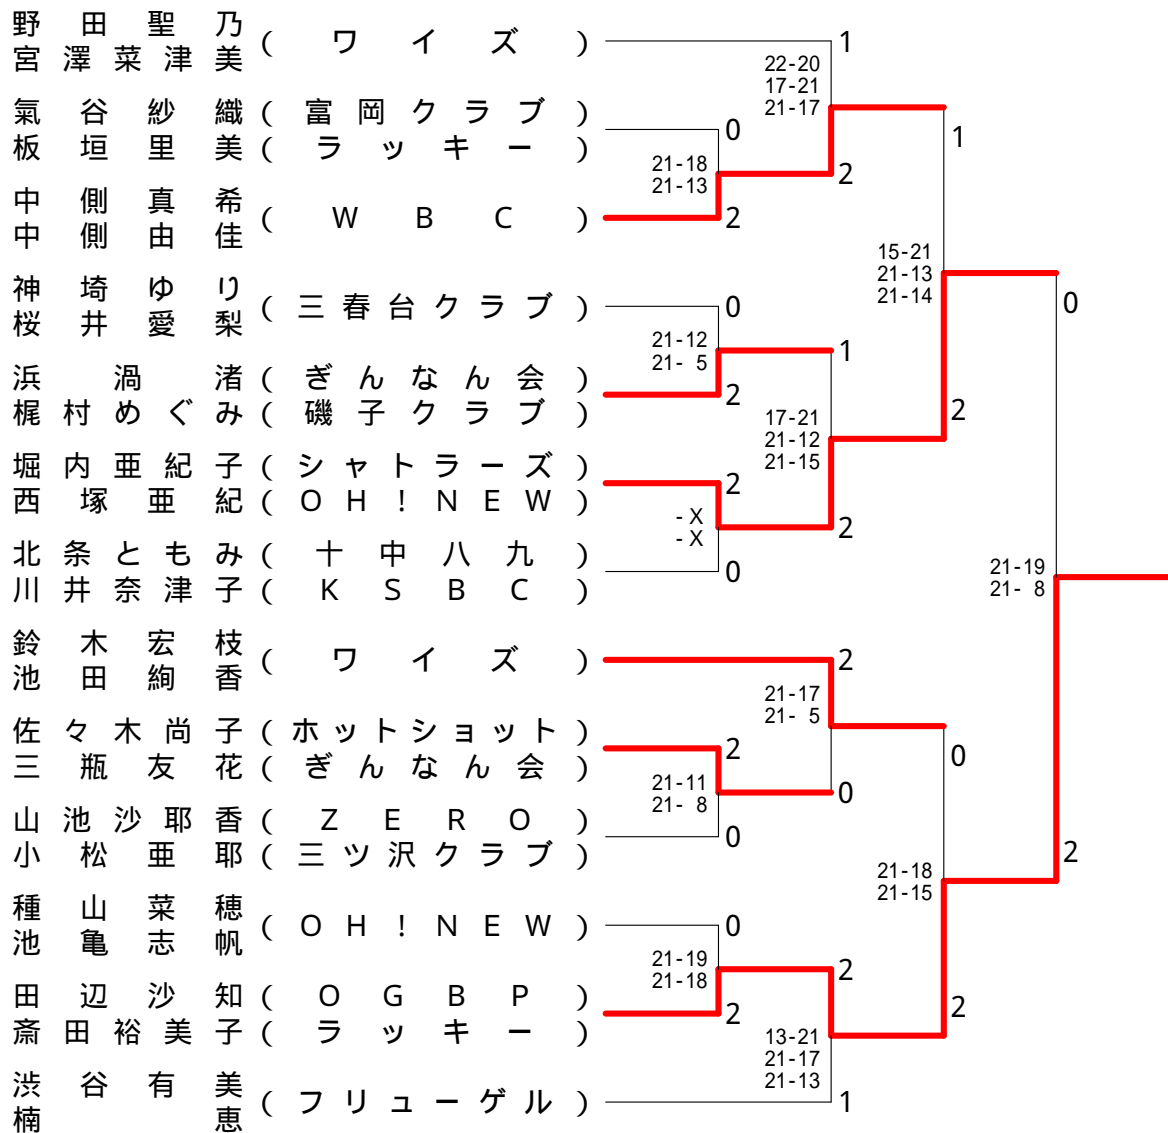 野田聖乃
宮澤菜津美
(ワイズ)
氣谷紗織(富岡クラブ)
板垣里美(ラッキー)
中側真希
中側由佳
(WBC)
神埼ゆり
桜井愛梨
(三春台クラブ)
浜渦渚(ぎんなん会)
梶村めぐみ(磯子クラブ)
堀内亜紀子(シャトラーズ)
西塚亜紀(OH!NEW)
北条ともみ(十中八九)
川井奈津子(KSBC)
鈴木宏枝
池田絢香
(ワイズ)
佐々木尚子(ホットショット)
三瓶友花(ぎんなん会)
山池沙耶香(ZERO)
小松亜耶(三ツ沢クラブ)
種山菜穂
池亀志帆
(OH!NEW)
田辺沙知(OGBP)
斎田裕美子(ラッキー)
渋谷有美
楠恵
(フリューゲル)
0
21-18
21-13
2
0
21-12
21- 5
2
2
- X
- X
0
2
21-11
21- 8
0
0
21-19
21-18
2
1
22-20
17-21
21-17
2
1
17-21
21-12
21-15
2
2
21-17
21- 5
0
2
13-21
21-17
21-13
1
1
15-21
21-13
21-14
2
0
21-18
21-15
2
0
21-19
21- 8
2